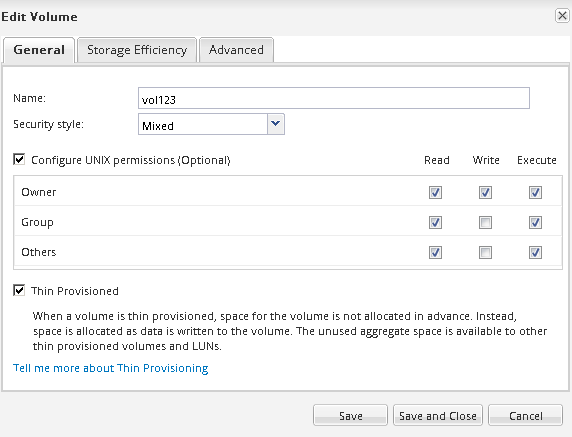 Edit Volume
General Storage Efficiency Advanced
Name: vol123
Security style: Mixed
Configure UNIX permissions (Optional) Read Write Execute
Owner
Group
Others
Thin Provisioned
When a volume is thin provisioned, space for the volume is not allocated in advance. Instead,
space is allocated as data is written to the volume. The unused aggregate space is available to other
thin provisioned volumes and LUNs.
Tell me more about Thin Provisioning
Save Save and Close Cancel